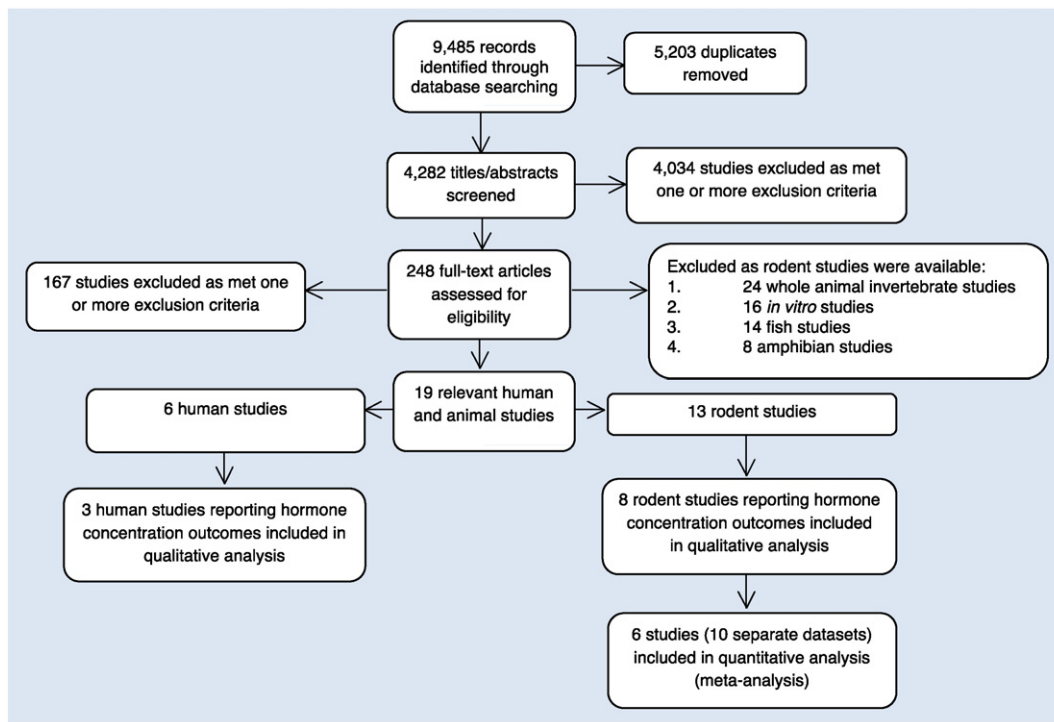 9,485 records
identified through
database searching
5,203 duplicates
removed
4,282 titles/abstracts
screened
4,034 studies excluded as met
one or more exclusion criteria
248 full-text articles
assessed for
eligibility
167 studies excluded as met one
or more exclusion criteria
Excluded as rodent studies were available:
1. 24 whole animal invertebrate studies
2. 16 in vitro studies
3. 14 fish studies
4. 8 amphibian studies
19 relevant human
and animal studies
6 human studies
13 rodent studies
3 human studies reporting hormone
concentration outcomes included in
qualitative analysis
8 rodent studies reporting hormone
concentration outcomes included
in qualitative analysis
6 studies (10 separate datasets)
included in quantitative analysis
(meta-analysis)